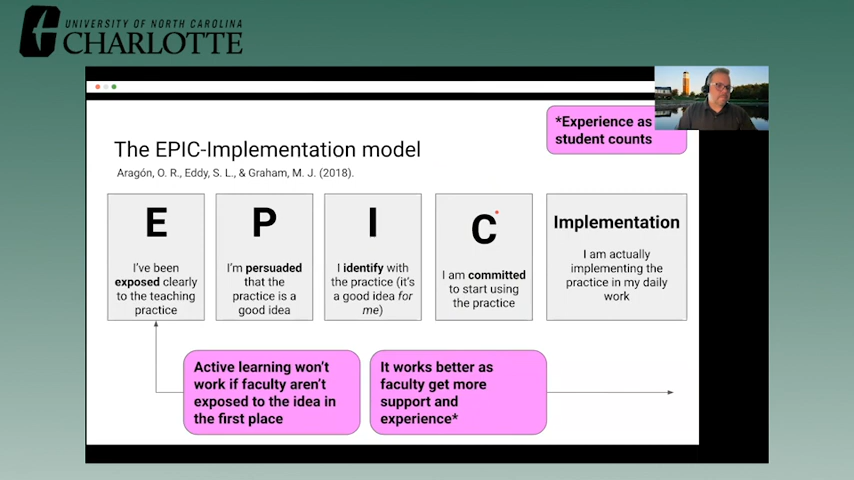 UNIVERSITY OF NORTH CAROLINA
CHARLOTTE
*Experience as
student counts
The EPIC-Implementation model
Aragón, O. R., Eddy, S. L., & Graham, M. J. (2018).
E
I've been
exposed clearly
to the teaching
practice
P
I'm persuaded
that the
practice is a
good idea
I
I identify with
the practice (it's
a good idea for
me)
C
I am committed
to start using
the practice
Implementation
I am actually
implementing the
practice in my daily
work
Active learning won't
work if faculty aren't
exposed to the idea in
the first place
It works better as
faculty get more
support and
experience*